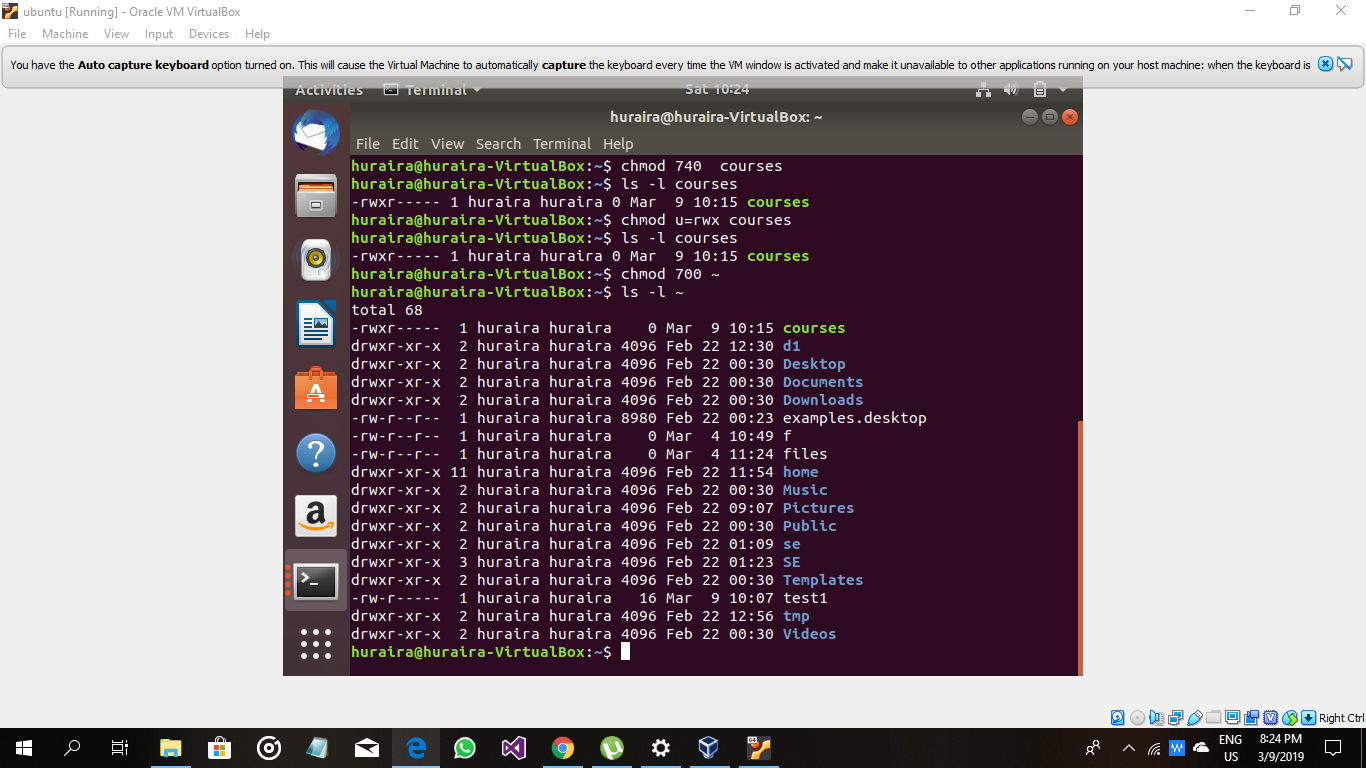 ubuntu [Running] - Oracle VM VirtualBox
File Machine View Input Devices Help
You have the Auto capture keyboard option turned on. This will cause the Virtual Machine to automatically capture the keyboard every time the VM window is activated and make it unavailable to other applications running on your host machine: when the keyboard is
Activities Terminal Sat 10:24
huraira@huraira-VirtualBox: ~
File Edit View Search Terminal Help
huraira@huraira-VirtualBox:~$ chmod 740  courses
huraira@huraira-VirtualBox:~$ ls -l courses
-rwxr----- 1 huraira huraira 0 Mar  9 10:15 courses
huraira@huraira-VirtualBox:~$ chmod u=rwx courses
huraira@huraira-VirtualBox:~$ ls -l courses
-rwxr----- 1 huraira huraira 0 Mar  9 10:15 courses
huraira@huraira-VirtualBox:~$ chmod 700 ~
huraira@huraira-VirtualBox:~$ ls -l ~
total 68
-rwxr-----  1 huraira huraira    0 Mar  9 10:15 courses
drwxr-xr-x  2 huraira huraira 4096 Feb 22 12:30 d1
drwxr-xr-x  2 huraira huraira 4096 Feb 22 00:30 Desktop
drwxr-xr-x  2 huraira huraira 4096 Feb 22 00:30 Documents
drwxr-xr-x  2 huraira huraira 4096 Feb 22 00:30 Downloads
-rw-r--r--  1 huraira huraira 8980 Feb 22 00:23 examples.desktop
-rw-r--r--  1 huraira huraira    0 Mar  4 10:49 f
-rw-r--r--  1 huraira huraira    0 Mar  4 11:24 files
drwxr-xr-x 11 huraira huraira 4096 Feb 22 11:54 home
drwxr-xr-x  2 huraira huraira 4096 Feb 22 00:30 Music
drwxr-xr-x  2 huraira huraira 4096 Feb 22 09:07 Pictures
drwxr-xr-x  2 huraira huraira 4096 Feb 22 00:30 Public
drwxr-xr-x  2 huraira huraira 4096 Feb 22 01:09 se
drwxr-xr-x  3 huraira huraira 4096 Feb 22 01:23 SE
drwxr-xr-x  2 huraira huraira 4096 Feb 22 00:30 Templates
-rw-r-----  1 huraira huraira   16 Mar  9 10:07 test1
drwxr-xr-x  2 huraira huraira 4096 Feb 22 12:56 tmp
drwxr-xr-x  2 huraira huraira 4096 Feb 22 00:30 Videos
huraira@huraira-VirtualBox:~$
Right Ctrl
ENG 8:24 PM
US 3/9/2019